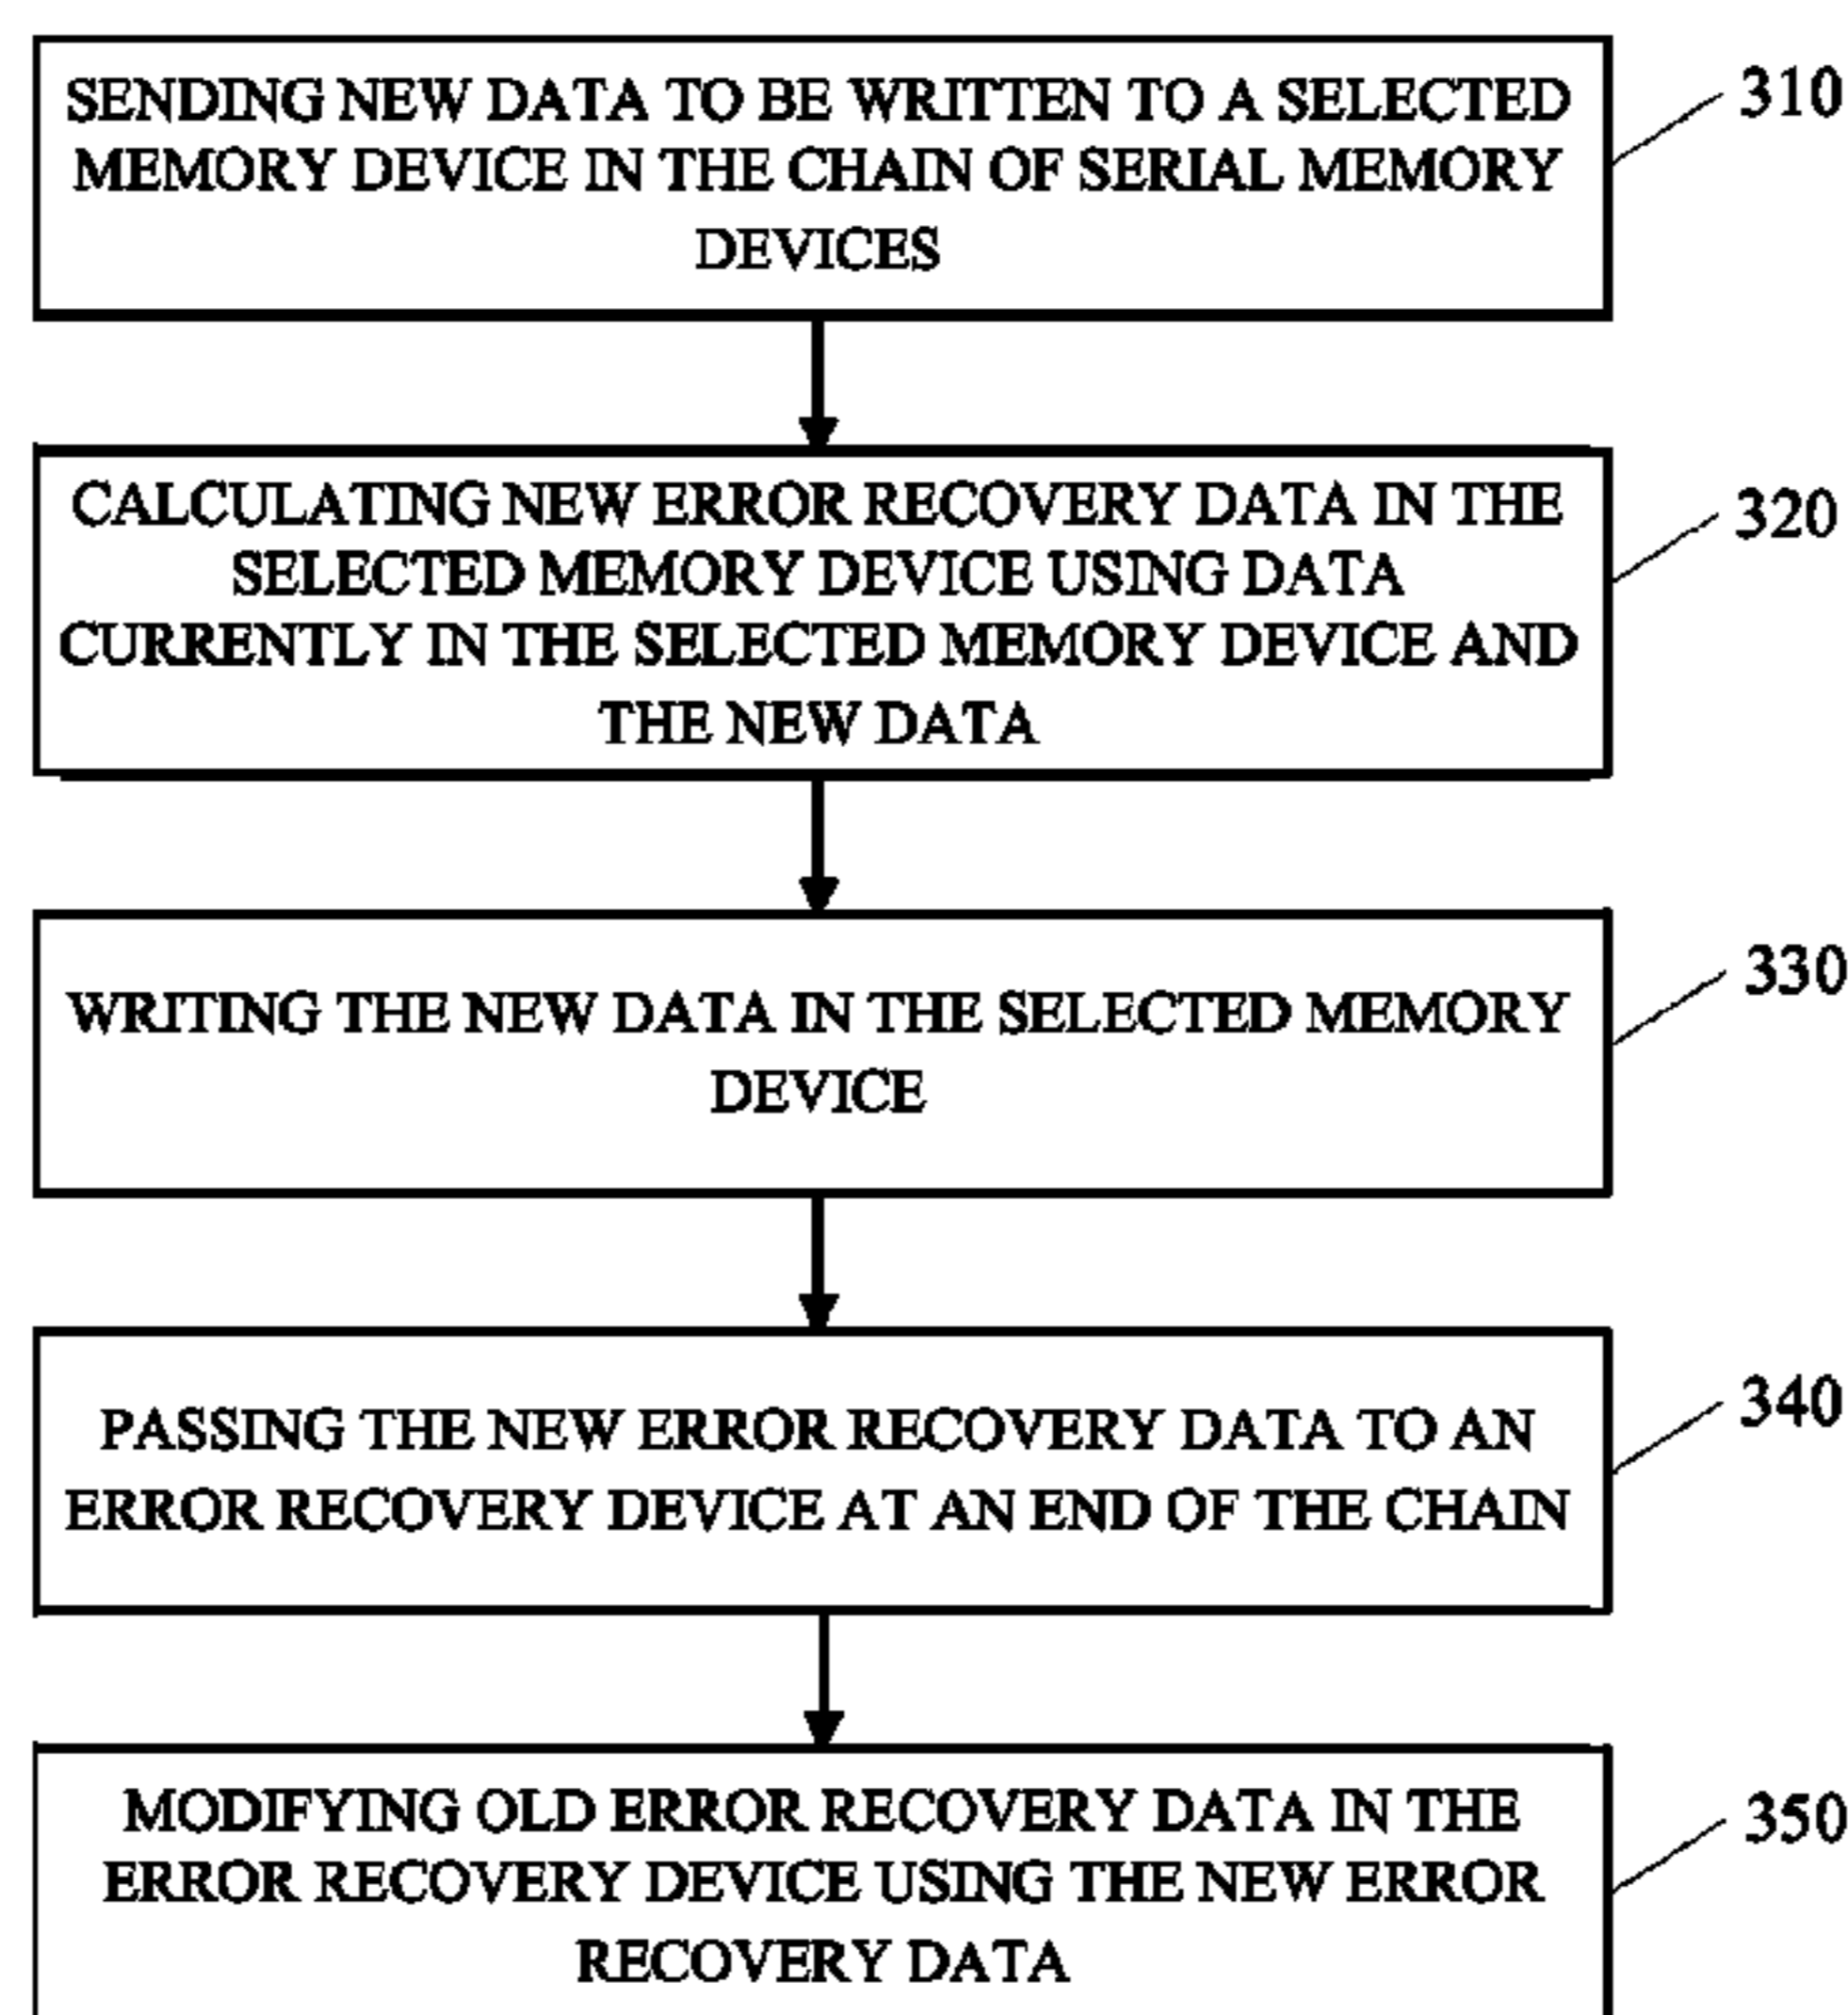 SENDING NEW DATA TO BE WRITTEN TO A SELECTED
MEMORY DEVICE IN THE CHAIN OF SERIAL MEMORY
DEVICES
310
CALCULATING NEW ERROR RECOVERY DATA IN THE
SELECTED MEMORY DEVICE USING DATA
CURRENTLY IN THE SELECTED MEMORY DEVICE AND
THE NEW DATA
320
WRITING THE NEW DATA IN THE SELECTED MEMORY
DEVICE
330
PASSING THE NEW ERROR RECOVERY DATA TO AN
ERROR RECOVERY DEVICE AT AN END OF THE CHAIN
340
MODIFYING OLD ERROR RECOVERY DATA IN THE
ERROR RECOVERY DEVICE USING THE NEW ERROR
RECOVERY DATA
350